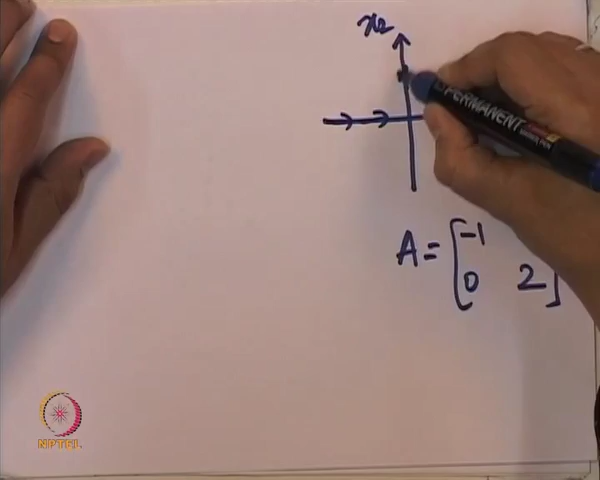 x₂
PERMANENT
A = [ -1
0 2 ]
NPTEL